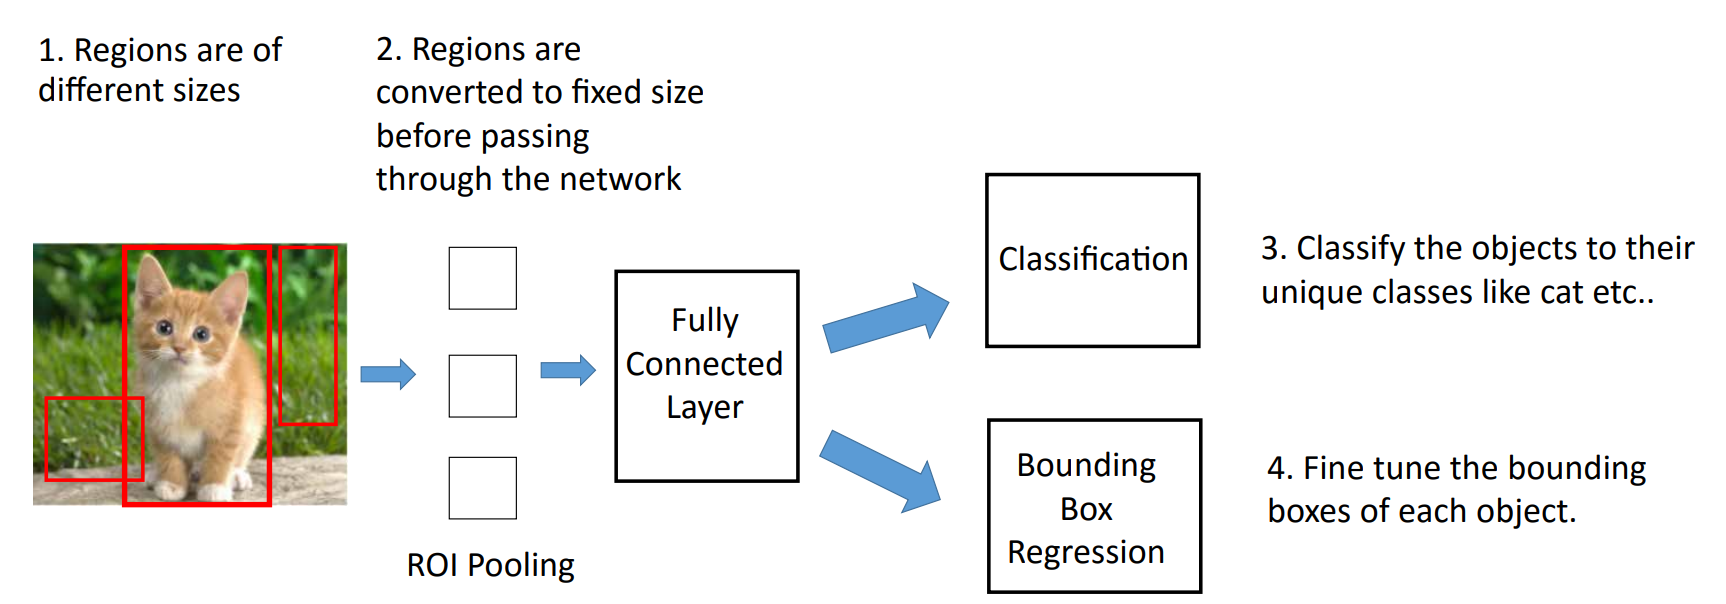 1. Regions are of
different sizes
2. Regions are
converted to fixed size
before passing
through the network
ROI Pooling
Fully
Connected
Layer
Classification
3. Classify the objects to their
unique classes like cat etc..
Bounding
Box
Regression
4. Fine tune the bounding
boxes of each object.